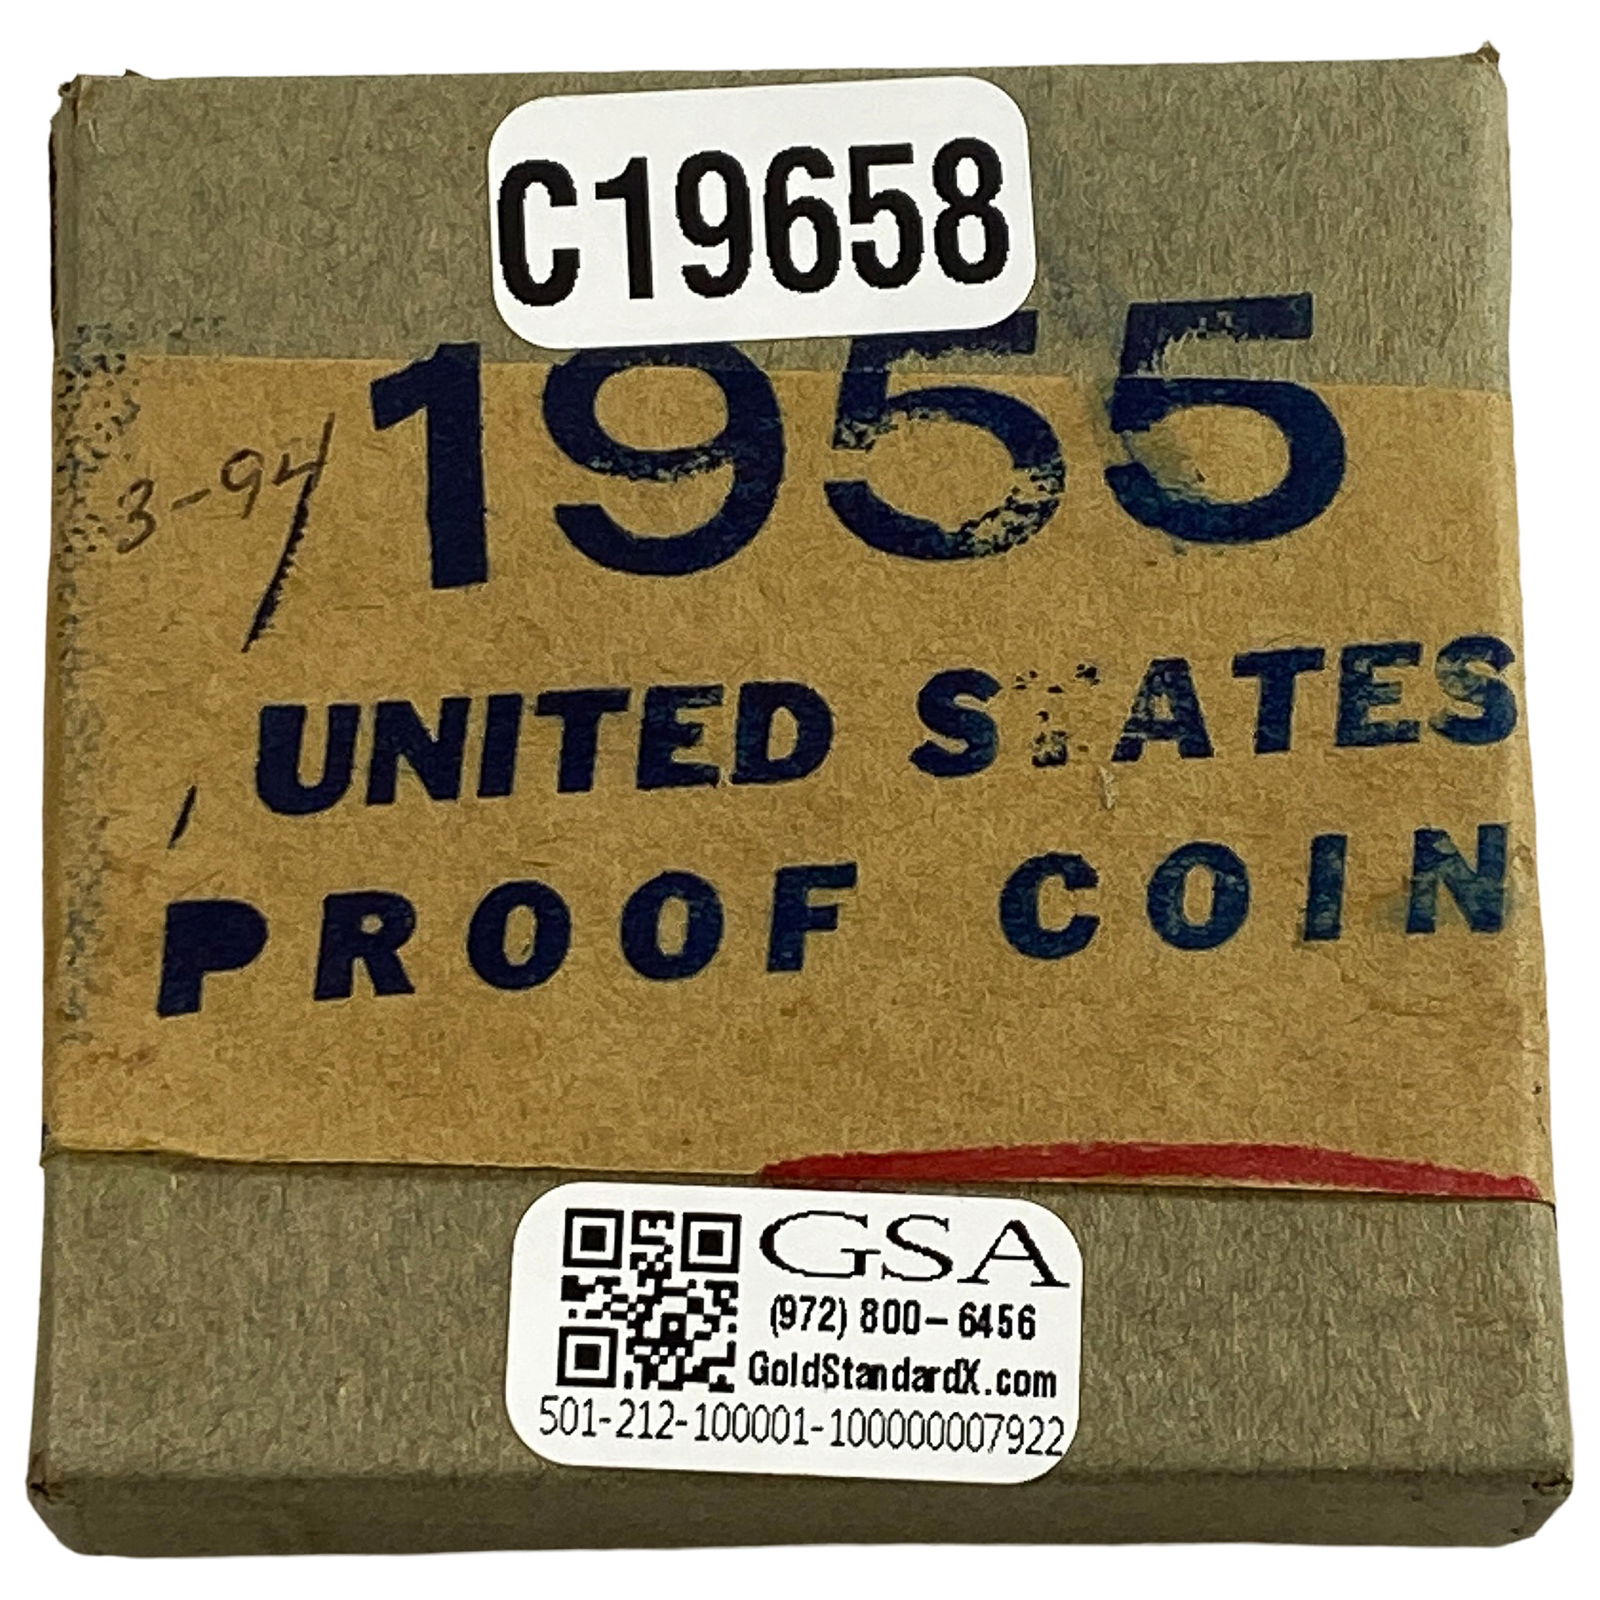 C19658
1955
3-94
UNITED STATES
PROOF COIN
GSA
(972) 800-6456
GoldStandardX.com
501-212-100001-100000007922